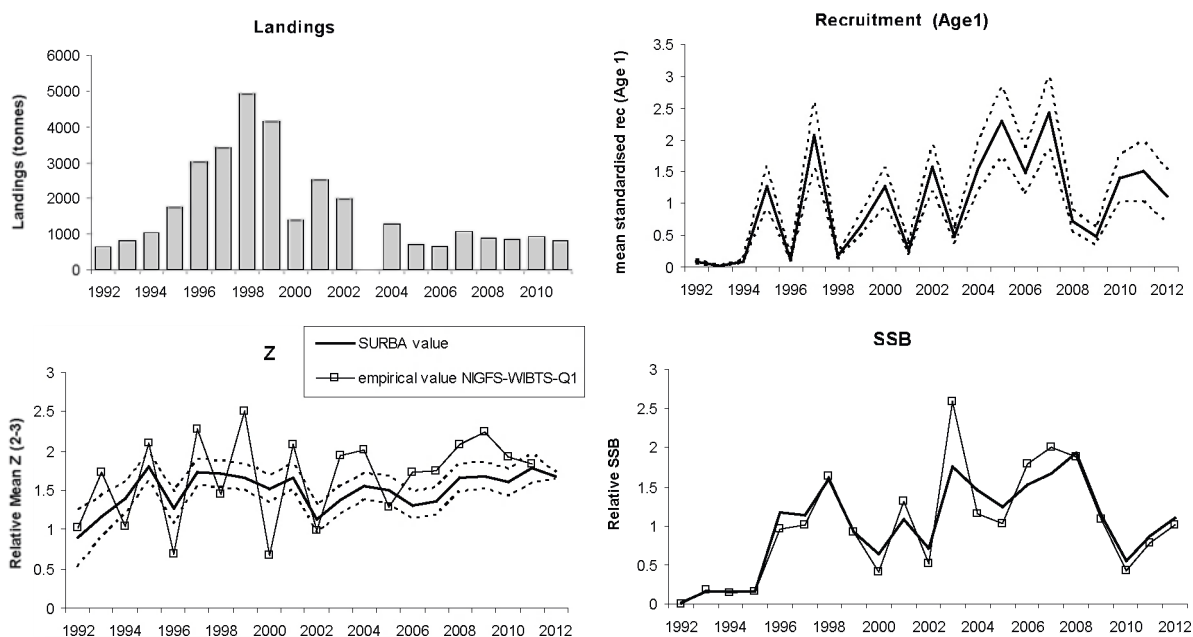 Landings
Landings (tonnes)
6000
5000
4000
3000
2000
1000
0
1992 1994 1996 1998 2000 2002 2004 2006 2008 2010
Recruitment (Age1)
mean standardised rec (Age 1)
3.5
3
2.5
2
1.5
1
0.5
0
1992 1994 1996 1998 2000 2002 2004 2006 2008 2010 2012
Z
SURBA value
empirical value NIGFS-WIBTS-Q1
Relative Mean Z (2-3)
3
2.5
2
1.5
1
0.5
0
1992 1994 1996 1998 2000 2002 2004 2006 2008 2010 2012
SSB
Relative SSB
3
2.5
2
1.5
1
0.5
0
1992 1994 1996 1998 2000 2002 2004 2006 2008 2010 2012